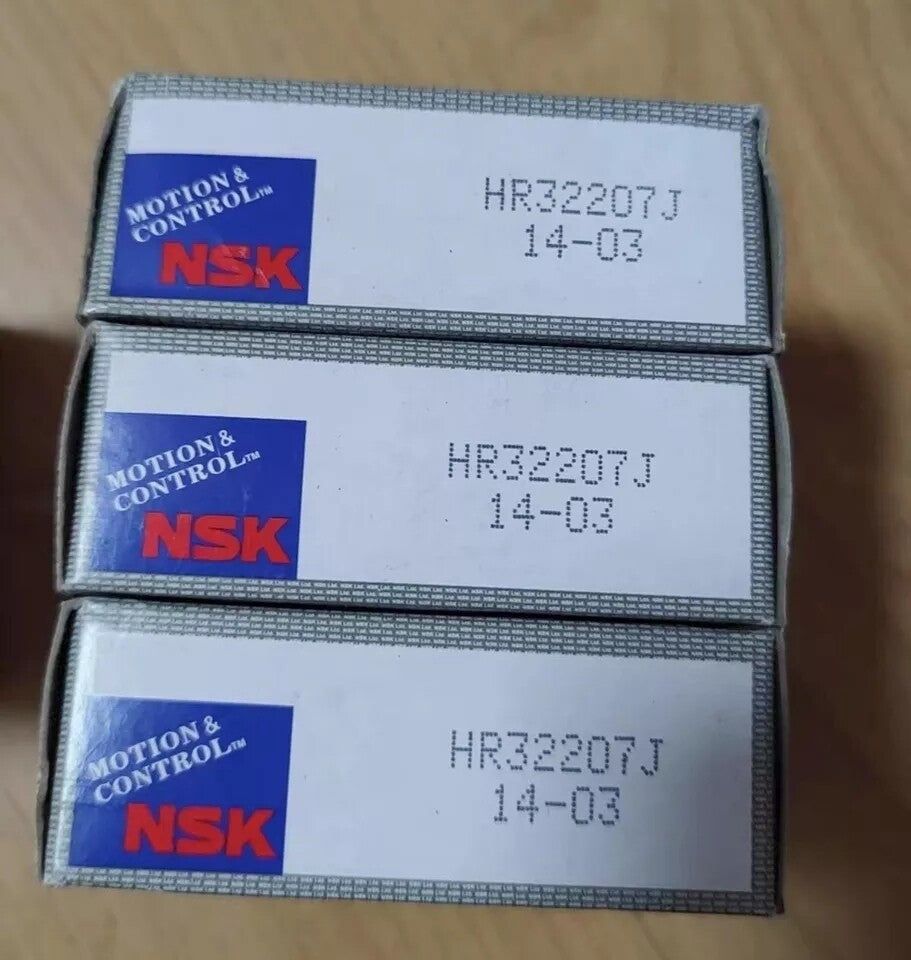 MOTION &
CONTROL™
NSK
HR32207J
14-03
MOTION &
CONTROL™
NSK
HR32207J
14-03
MOTION &
CONTROL™
NSK
HR32207J
14-03